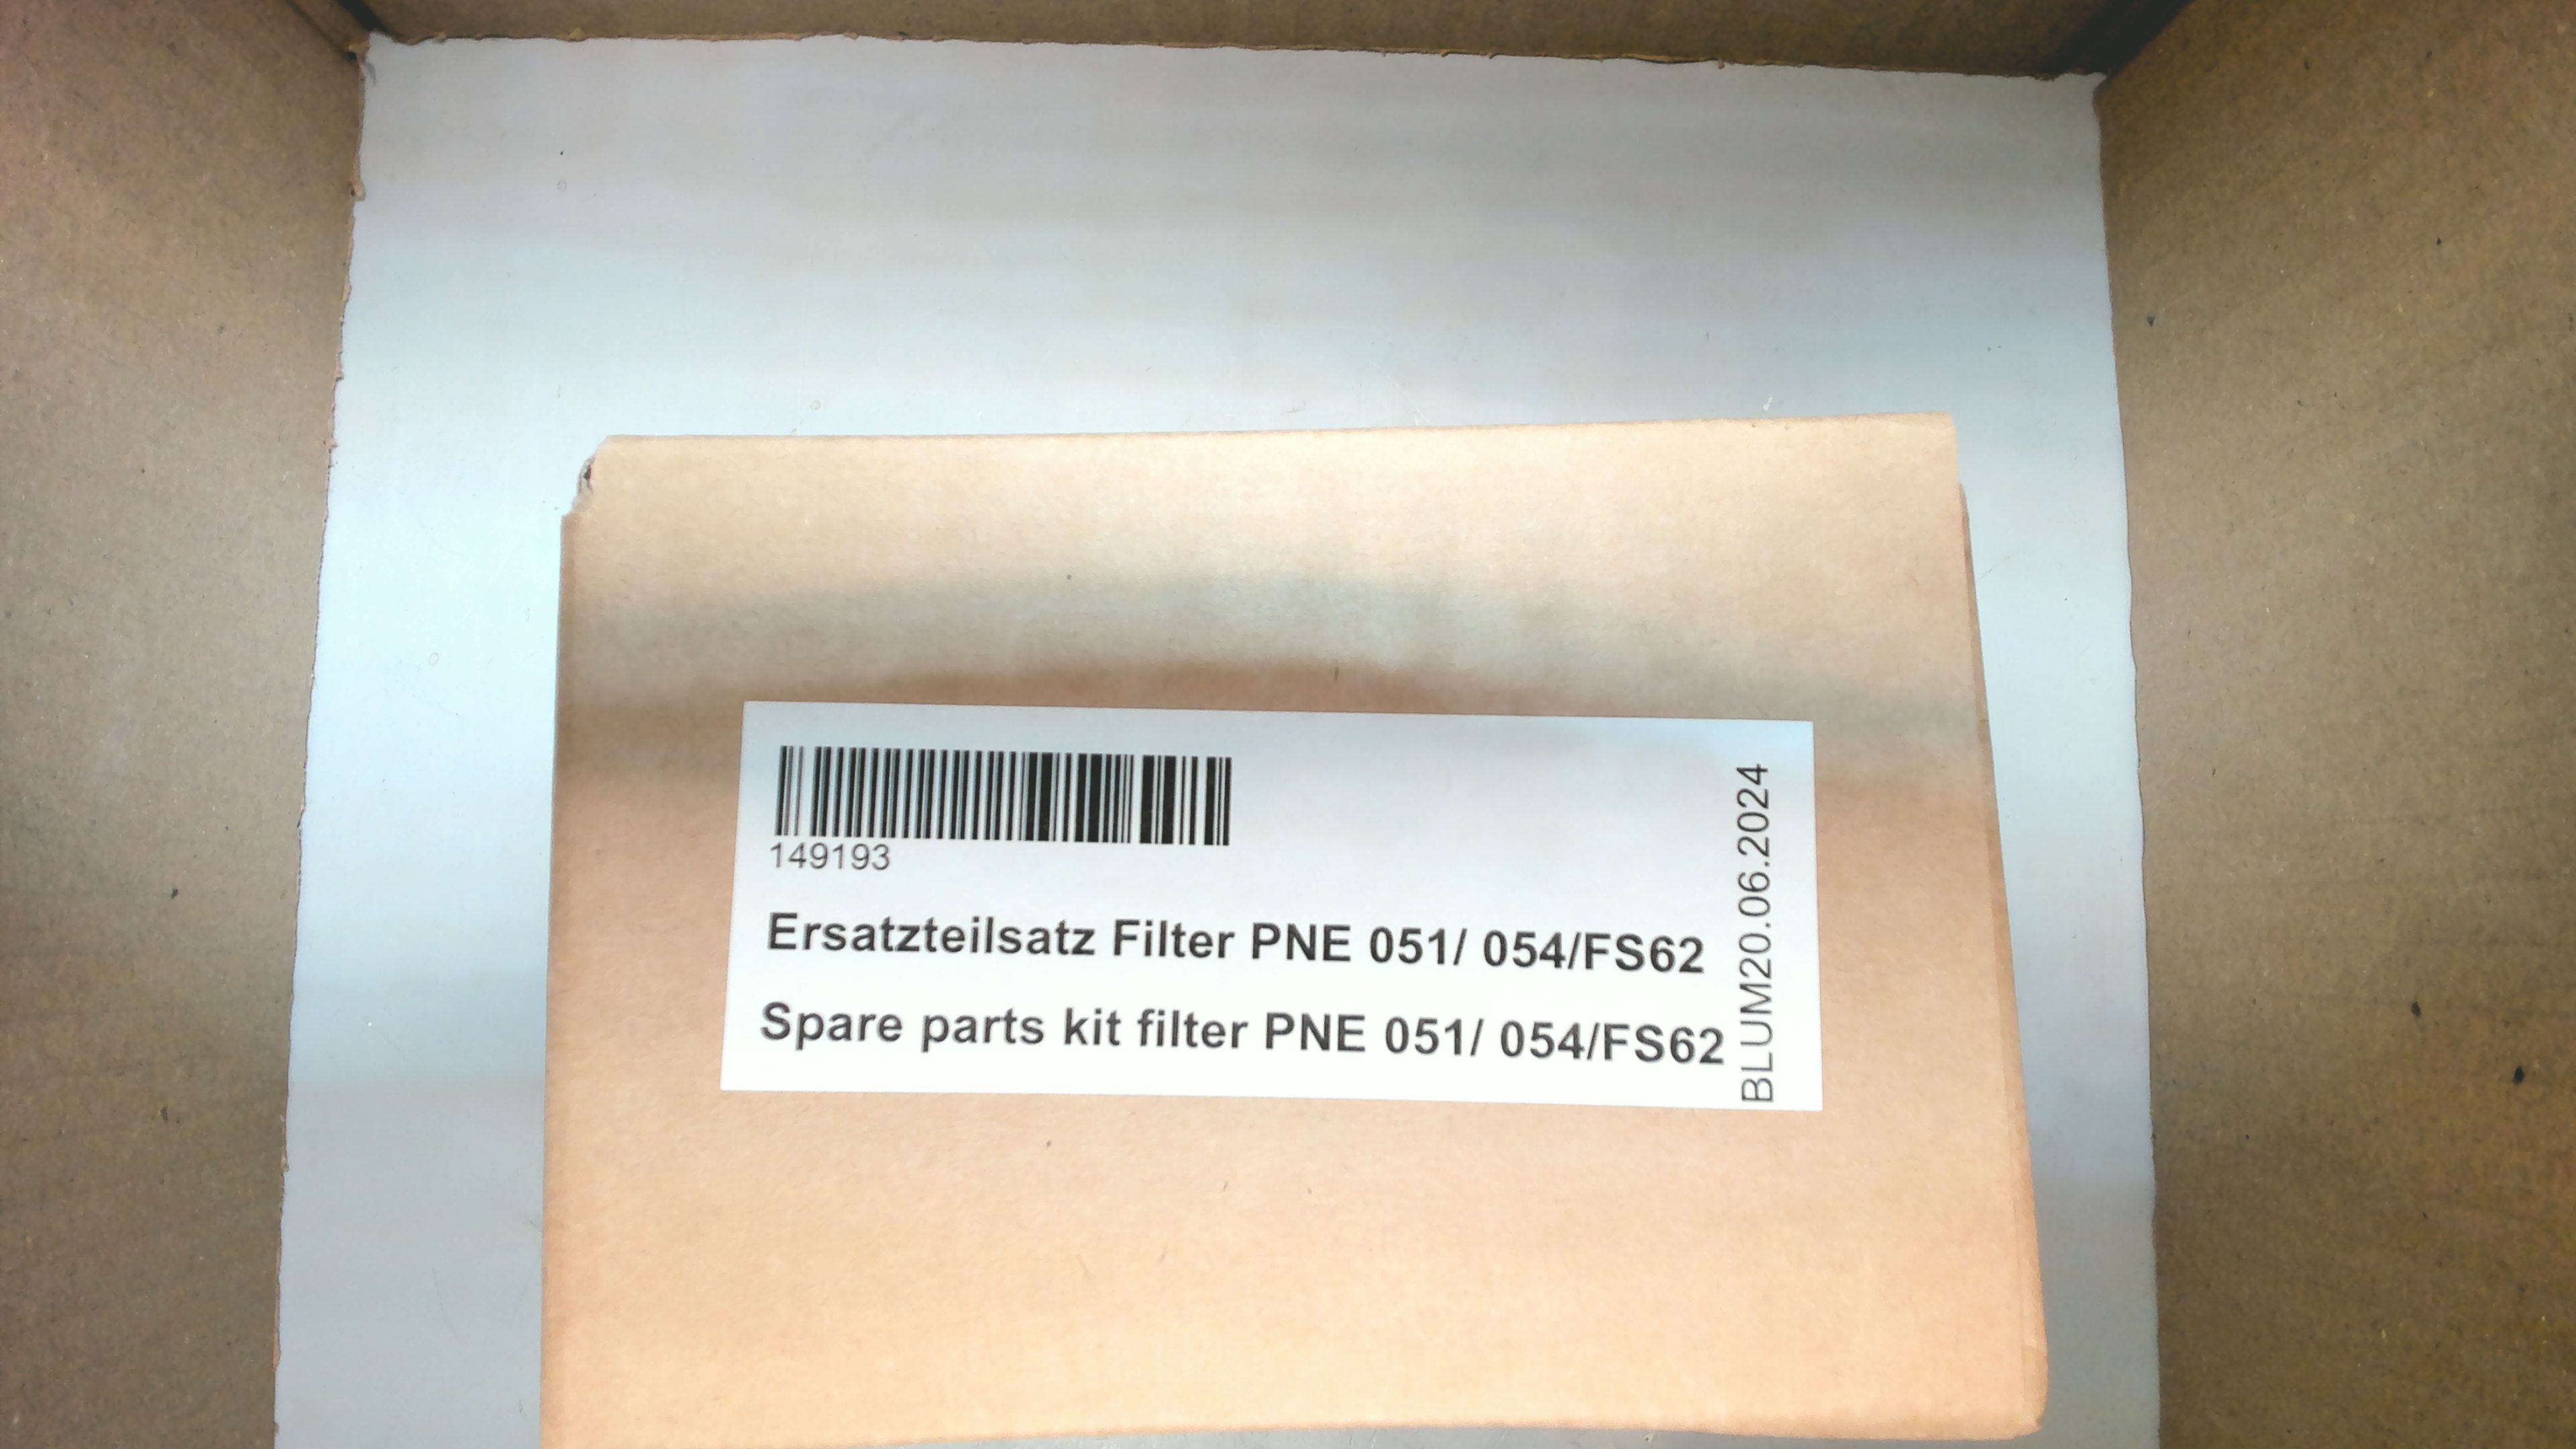 149193
Ersatzteilsatz Filter PNE 051/ 054/FS62
Spare parts kit filter PNE 051/ 054/FS62
BLUM20.06.2024